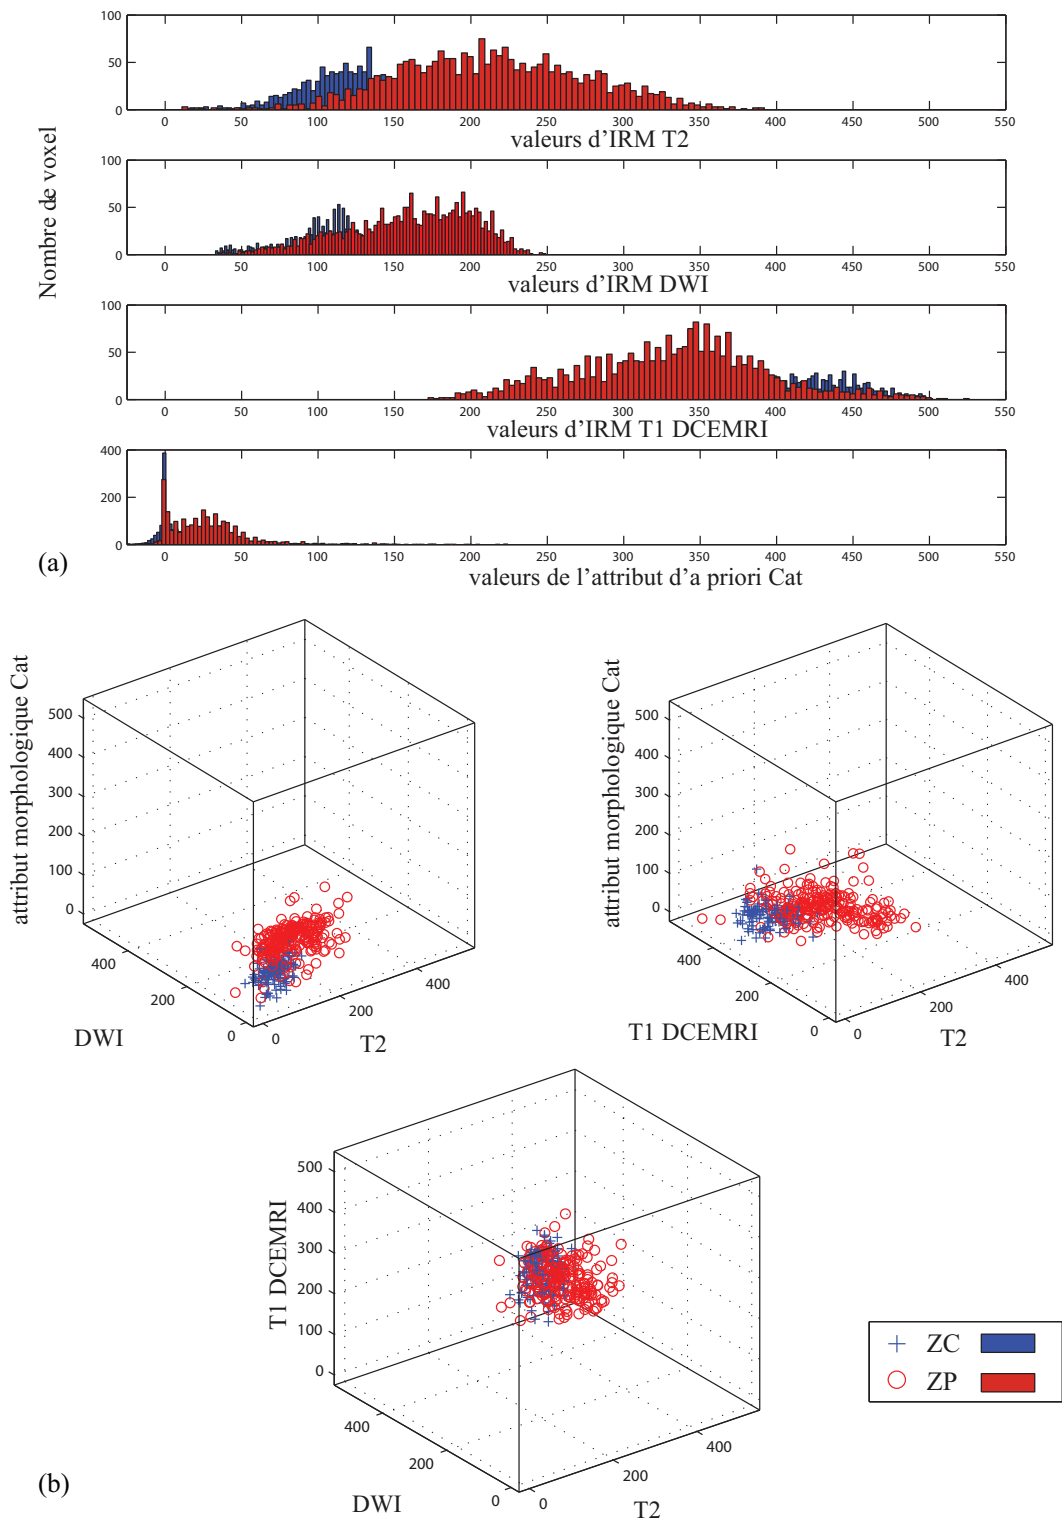 100
50
0
0 50 100 150 200 250 300 350 400 450 500 550
valeurs d'IRM T2
Nombre de voxel
100
50
0
0 50 100 150 200 250 300 350 400 450 500 550
valeurs d'IRM DWI
100
50
0
0 50 100 150 200 250 300 350 400 450 500 550
valeurs d'IRM T1 DCEMRI
400
200
0
0 50 100 150 200 250 300 350 400 450 500 550
valeurs de l'attribut d'a priori Cat
(a)
attribut morphologique Cat
500
400
300
200
100
0
400
200
0
DWI
0
200
400
T2
attribut morphologique Cat
500
400
300
200
100
0
400
200
0
T1 DCEMRI
0
200
400
T2
T1 DCEMRI
500
400
300
200
100
0
400
200
0
DWI
0
200
400
T2
ZC
ZP
(b)